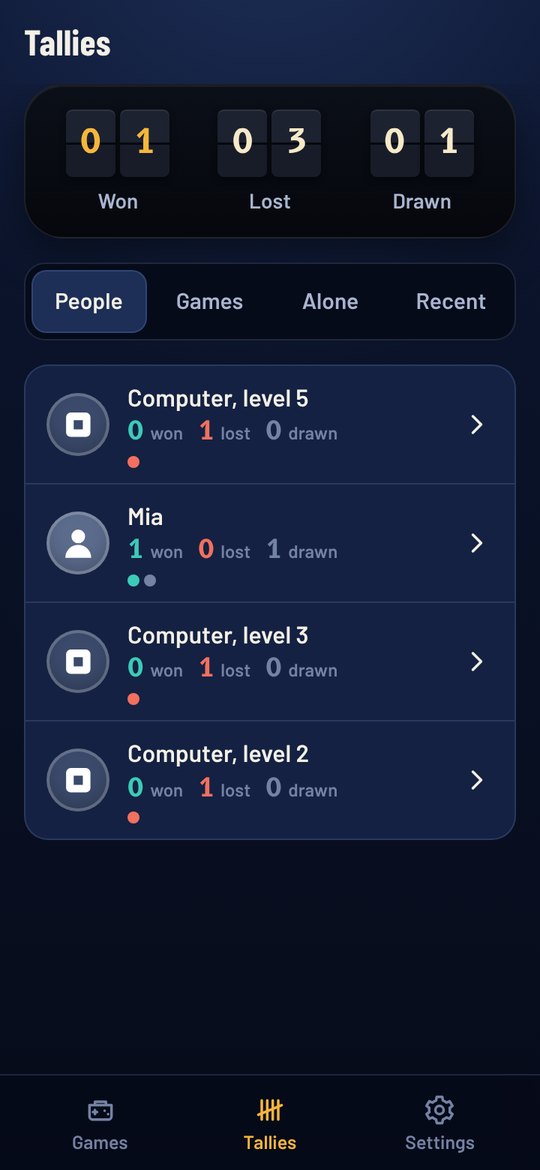 Tallies
0 1 0 3 0 1
Won Lost Drawn
People Games Alone Recent
Computer, level 5
0 won 1 lost 0 drawn
Mia
1 won 0 lost 1 drawn
Computer, level 3
0 won 1 lost 0 drawn
Computer, level 2
0 won 1 lost 0 drawn
Games Tallies Settings